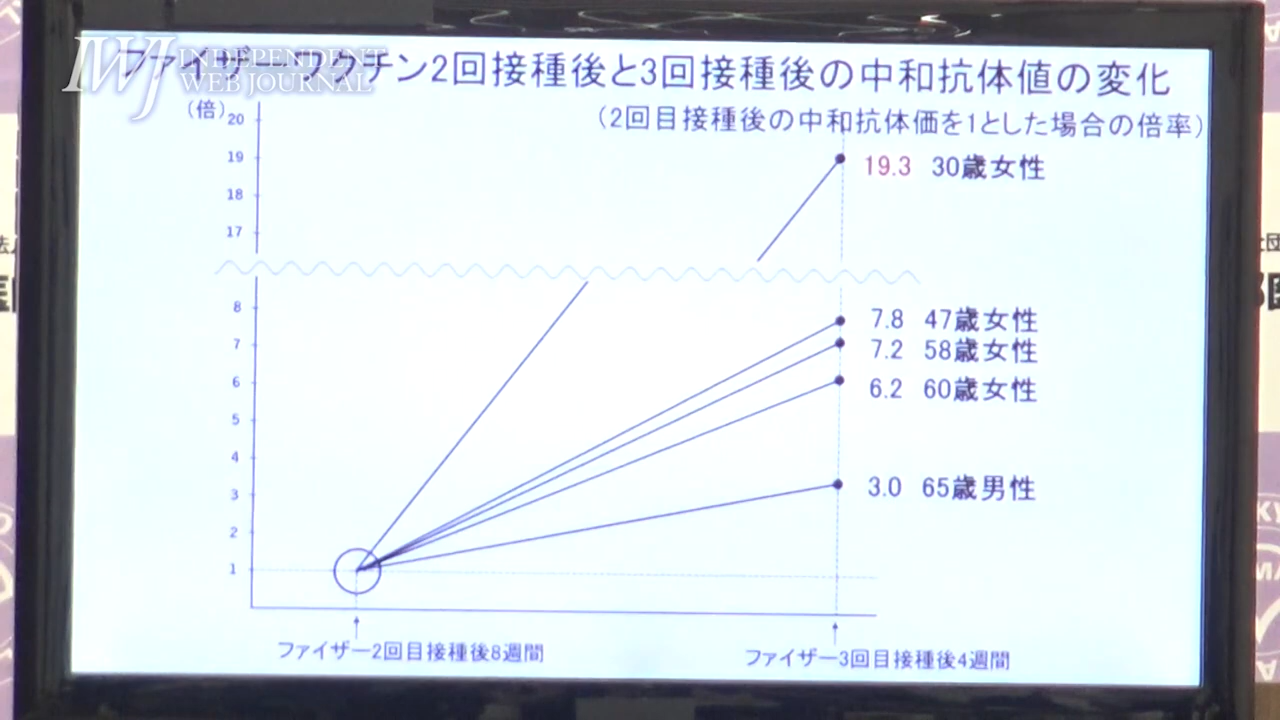 IWJ INDEPENDENT
WEB JOURNAL
ファイザーワクチン2回接種後と3回接種後の中和抗体値の変化
(2回目接種後の中和抗体価を1とした場合の倍率)
(倍)
20
19
18
17
8
7
6
5
4
3
2
1
19.3 30歳女性
7.8 47歳女性
7.2 58歳女性
6.2 60歳女性
3.0 65歳男性
ファイザー2回目接種後8週間
ファイザー3回目接種後4週間